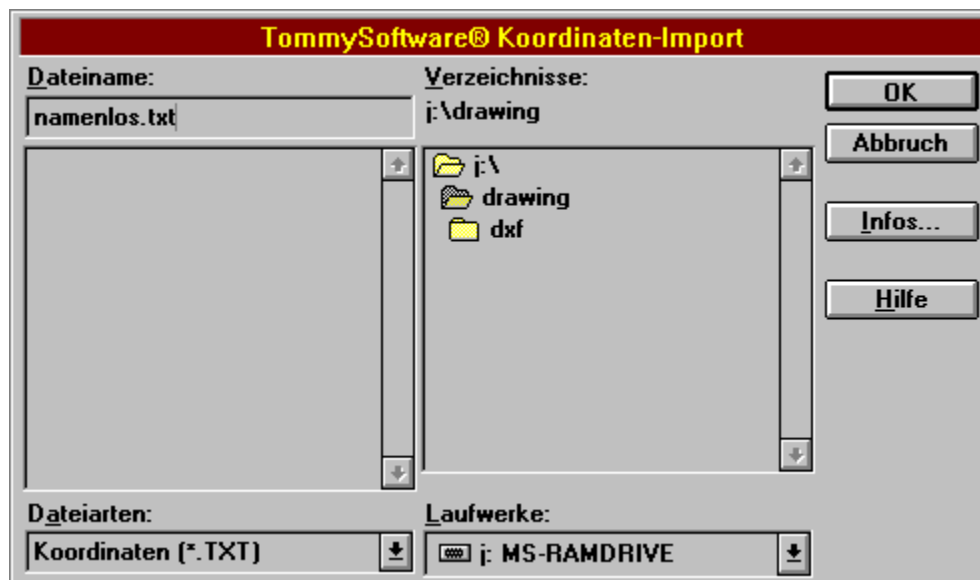 TommySoftware® Koordinaten-Import
Dateiname:
namenlos.txt
Verzeichnisse:
j:\drawing
j:\
drawing
dxf
OK
Abbruch
Infos...
Hilfe
Dateiarten:
Koordinaten (*.TXT)
Laufwerke:
j: MS-RAMDRIVE